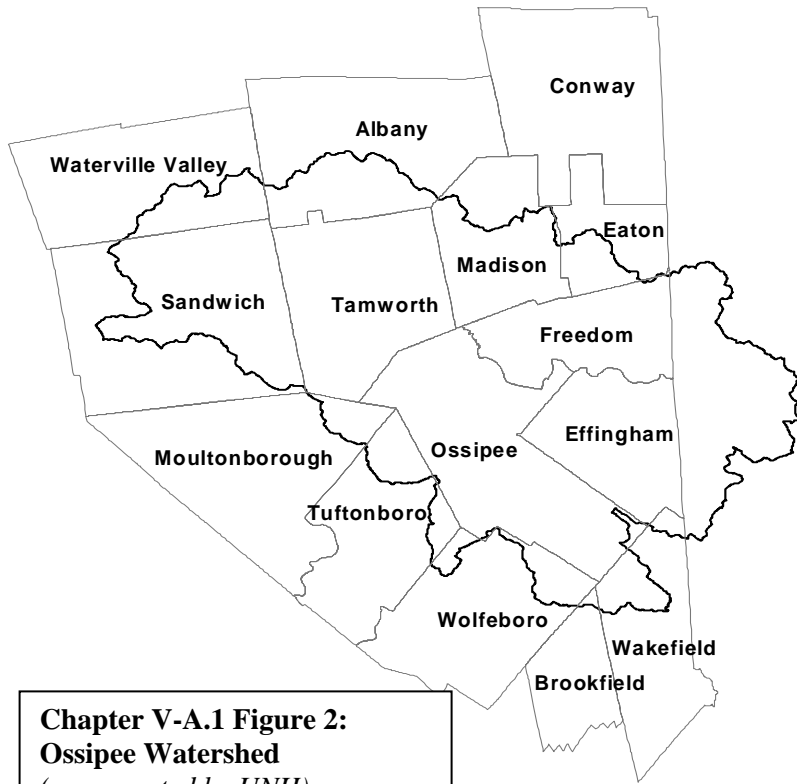 Conway
Albany
Waterville Valley
Eaton
Madison
Sandwich
Tamworth
Freedom
Effingham
Ossipee
Moultonborough
Tuftonboro
Wolfeboro
Wakefield
Brookfield
Chapter V-A.1 Figure 2:
Ossipee Watershed